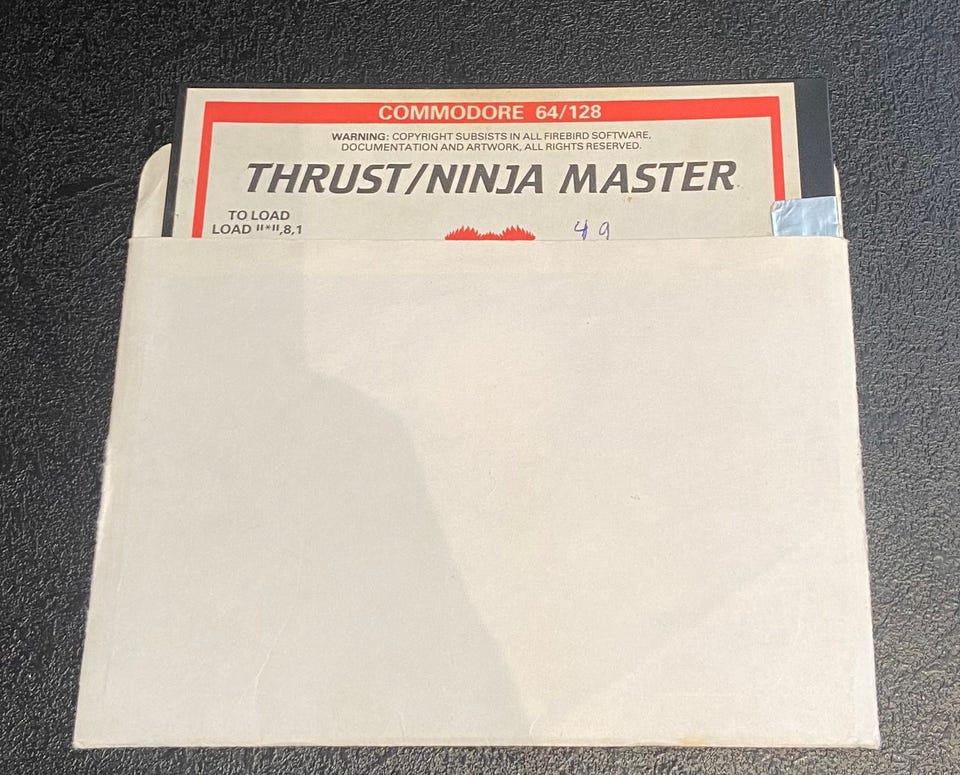 COMMODORE 64/128
WARNING: COPYRIGHT SUBSISTS IN ALL FIREBIRD SOFTWARE,
DOCUMENTATION AND ARTWORK, ALL RIGHTS RESERVED.
THRUST/NINJA MASTER
TO LOAD
LOAD "*",8,1
49